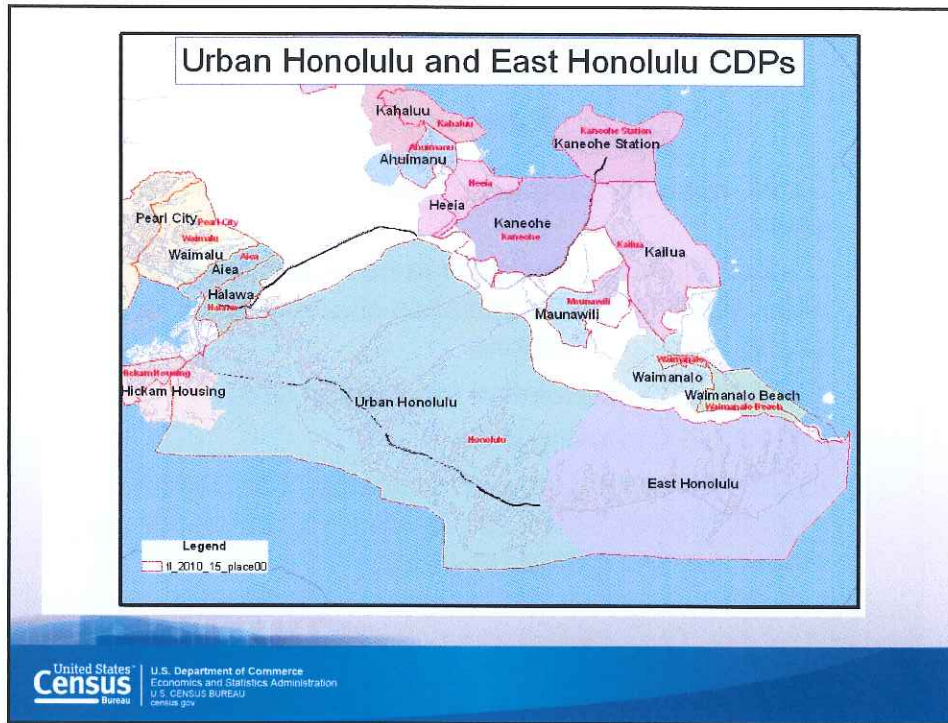 Urban Honolulu and East Honolulu CDPs
Kahaluu
Kahaluu
Kaneohe Station
Kaneohe Station
Ahuimanu
Ahuimanu
Heeia
Heeia
Kaneohe
Kaneohe
Pearl City
Pearl City
Waimalu
Waimalu
Aiea
Aiea
Halawa
Halawa
Kailua
Kailua
Maunawili
Maunawili
Waimanalo
Waimanalo
Waimanalo Beach
Waimanalo Beach
Hickam Housing
Hickam Housing
Urban Honolulu
Honolulu
East Honolulu
Legend
tl_2010_15_place00
United States™
Census
Bureau
U.S. Department of Commerce
Economics and Statistics Administration
U.S. CENSUS BUREAU
census.gov